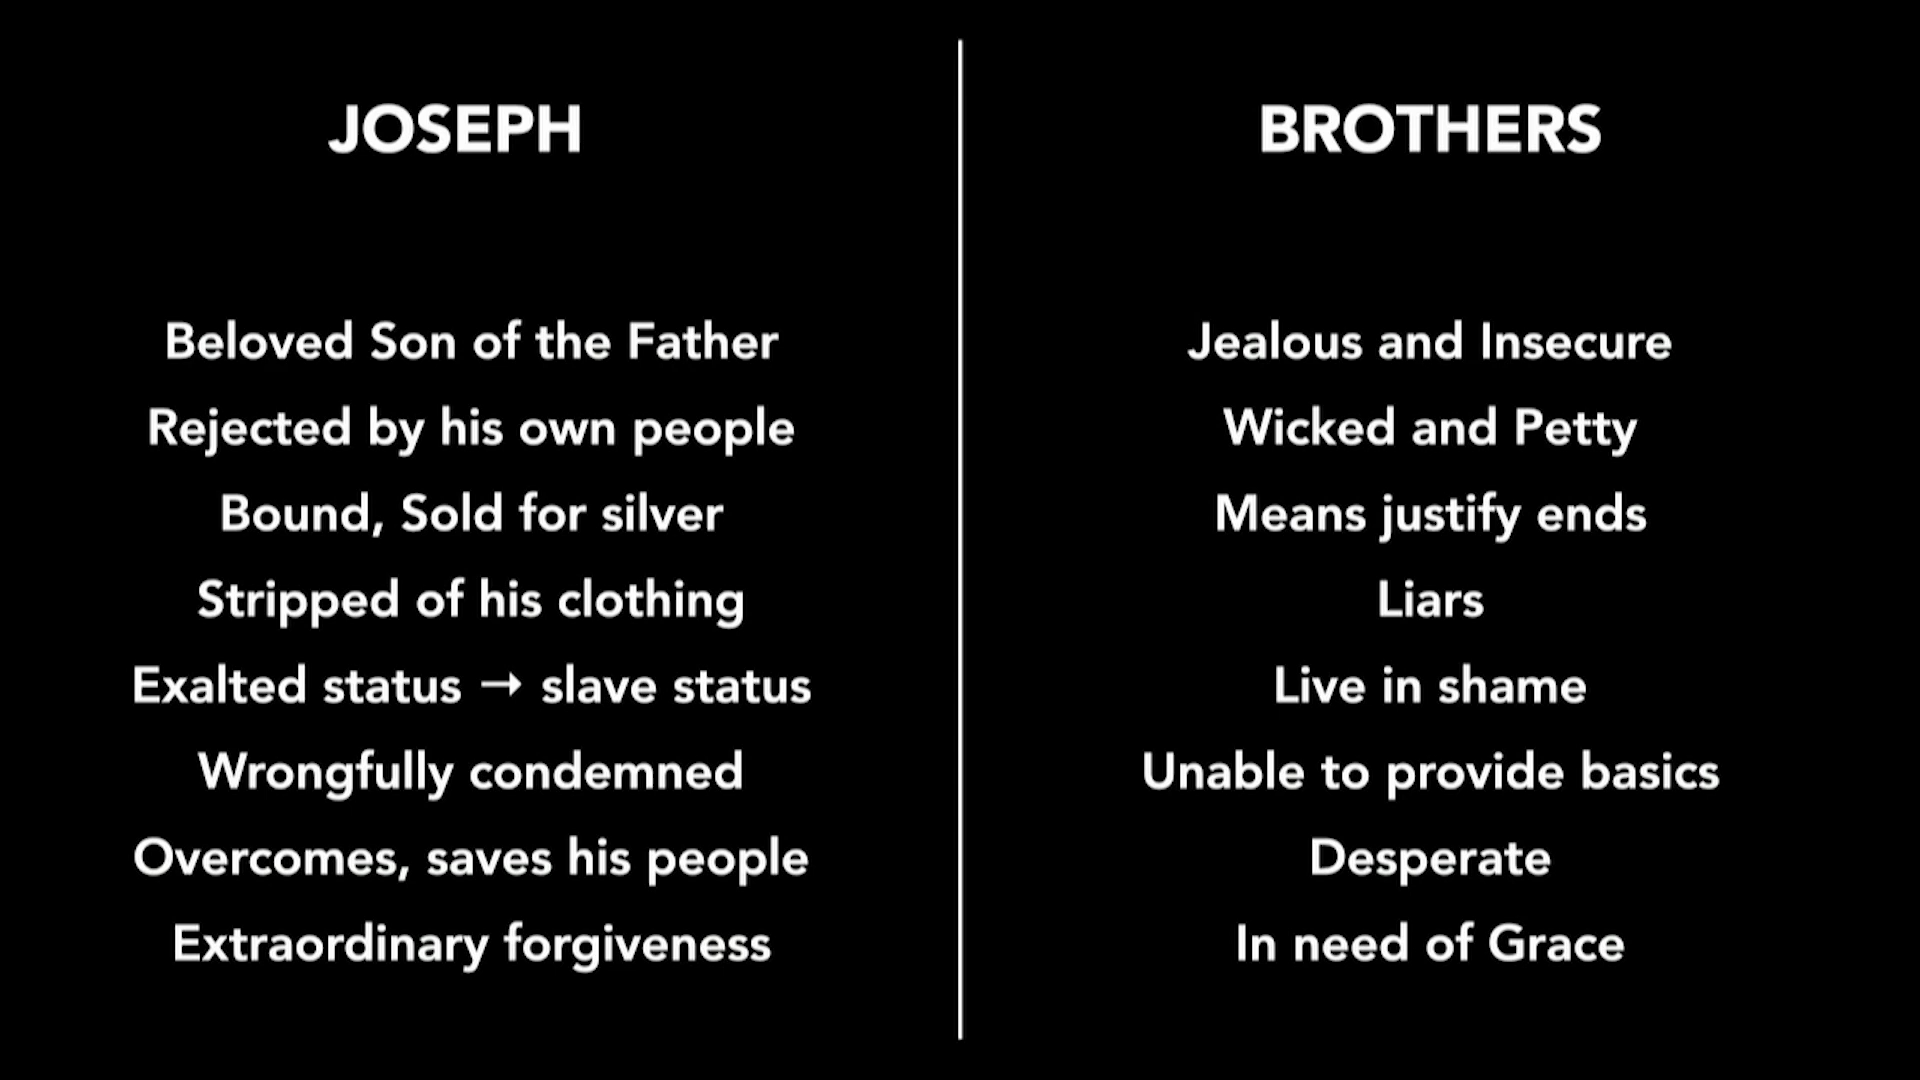 JOSEPH
Beloved Son of the Father
Rejected by his own people
Bound, Sold for silver
Stripped of his clothing
Exalted status → slave status
Wrongfully condemned
Overcomes, saves his people
Extraordinary forgiveness
BROTHERS
Jealous and Insecure
Wicked and Petty
Means justify ends
Liars
Live in shame
Unable to provide basics
Desperate
In need of Grace